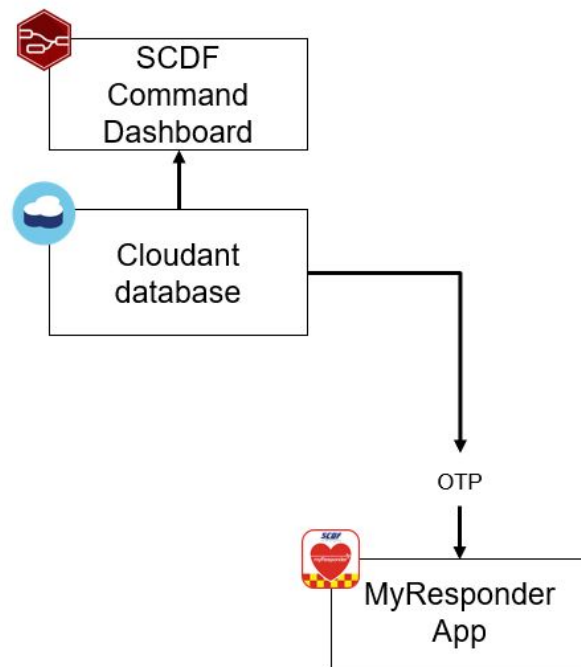 SCDF
Command
Dashboard
Cloudant
database
OTP
SCDF
myResponder
MyResponder
App